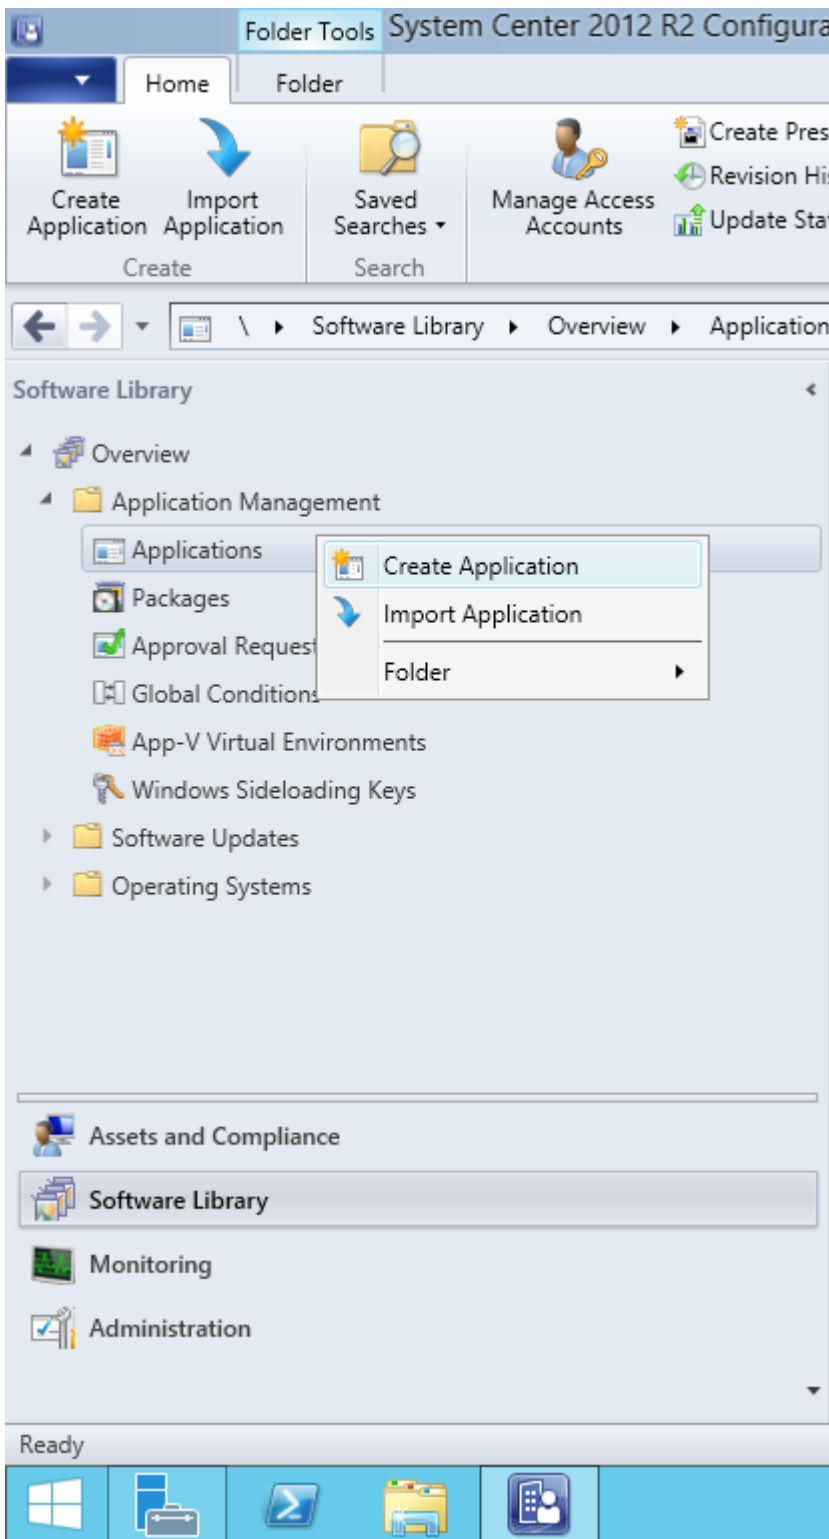 Folder Tools System Center 2012 R2 Configura
Home Folder
Create Application
Import Application
Create
Saved Searches
Search
Manage Access Accounts
Create Pres
Revision His
Update Stat
\ Software Library Overview Application
Software Library
Overview
Application Management
Applications
Create Application
Packages
Import Application
Approval Request
Folder
Global Conditions
App-V Virtual Environments
Windows Sideloading Keys
Software Updates
Operating Systems
Assets and Compliance
Software Library
Monitoring
Administration
Ready